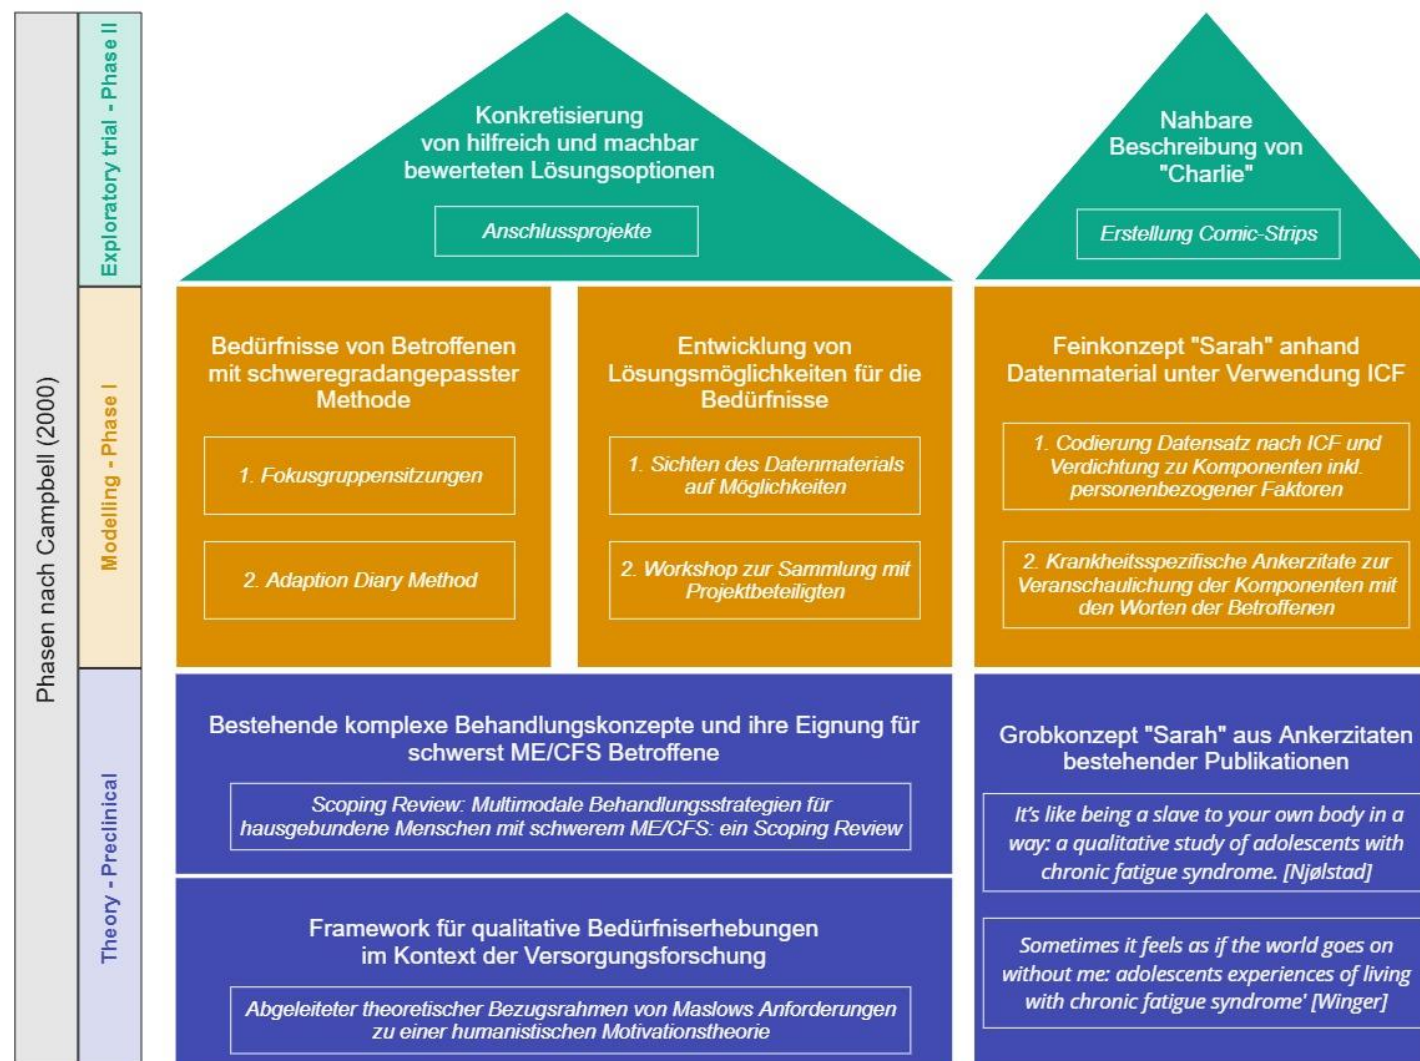 Phasen nach Campbell (2000)
Exploratory trial - Phase II
Konkretisierung
von hilfreich und machbar
bewerteten Lösungsoptionen
Anschlussprojekte
Nahbare
Beschreibung von
"Charlie"
Erstellung Comic-Strips
Modelling - Phase I
Bedürfnisse von Betroffenen
mit schweregradangepasster
Methode
1. Fokusgruppensitzungen
2. Adaption Diary Method
Entwicklung von
Lösungsmöglichkeiten für die
Bedürfnisse
1. Sichten des Datenmaterials
auf Möglichkeiten
2. Workshop zur Sammlung mit
Projektbeteiligten
Feinkonzept "Sarah" anhand
Datenmaterial unter Verwendung ICF
1. Codierung Datensatz nach ICF und
Verdichtung zu Komponenten inkl.
personenbezogener Faktoren
2. Krankheitsspezifische Ankerzitate zur
Veranschaulichung der Komponenten mit
den Worten der Betroffenen
Theory - Preclinical
Bestehende komplexe Behandlungskonzepte und ihre Eignung für
schwerst ME/CFS Betroffene
Scoping Review: Multimodale Behandlungsstrategien für
hausgebundene Menschen mit schwerem ME/CFS: ein Scoping Review
Framework für qualitative Bedürfniserhebungen
im Kontext der Versorgungsforschung
Abgeleiteter theoretischer Bezugsrahmen von Maslows Anforderungen
zu einer humanistischen Motivationstheorie
Grobkonzept "Sarah" aus Ankerzitaten
bestehender Publikationen
It's like being a slave to your own body in a
way: a qualitative study of adolescents with
chronic fatigue syndrome. [Njølstad]
Sometimes it feels as if the world goes on
without me: adolescents experiences of living
with chronic fatigue syndrome' [Winger]